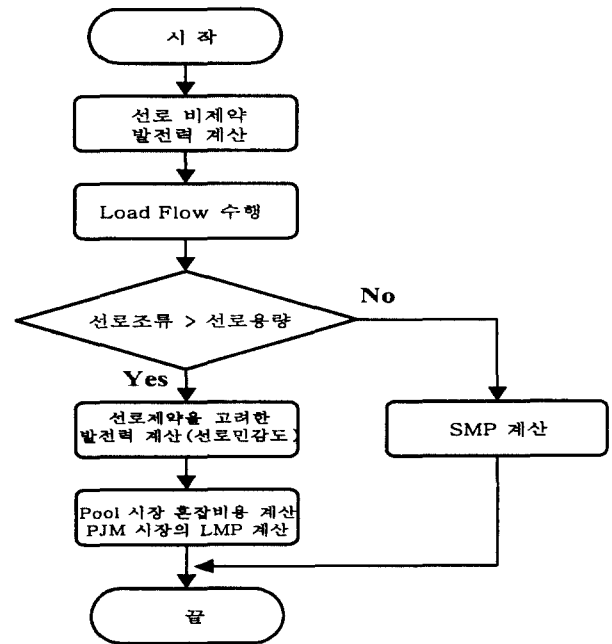 시 작
선로 비제약
발전력 계산
Load Flow 수행
선로조류 > 선로용량
No
Yes
선로제약을 고려한
발전력 계산(선로민감도)
SMP 계산
Pool 시장 혼잡비용 계산
PJM 시장의 LMP 계산
끝